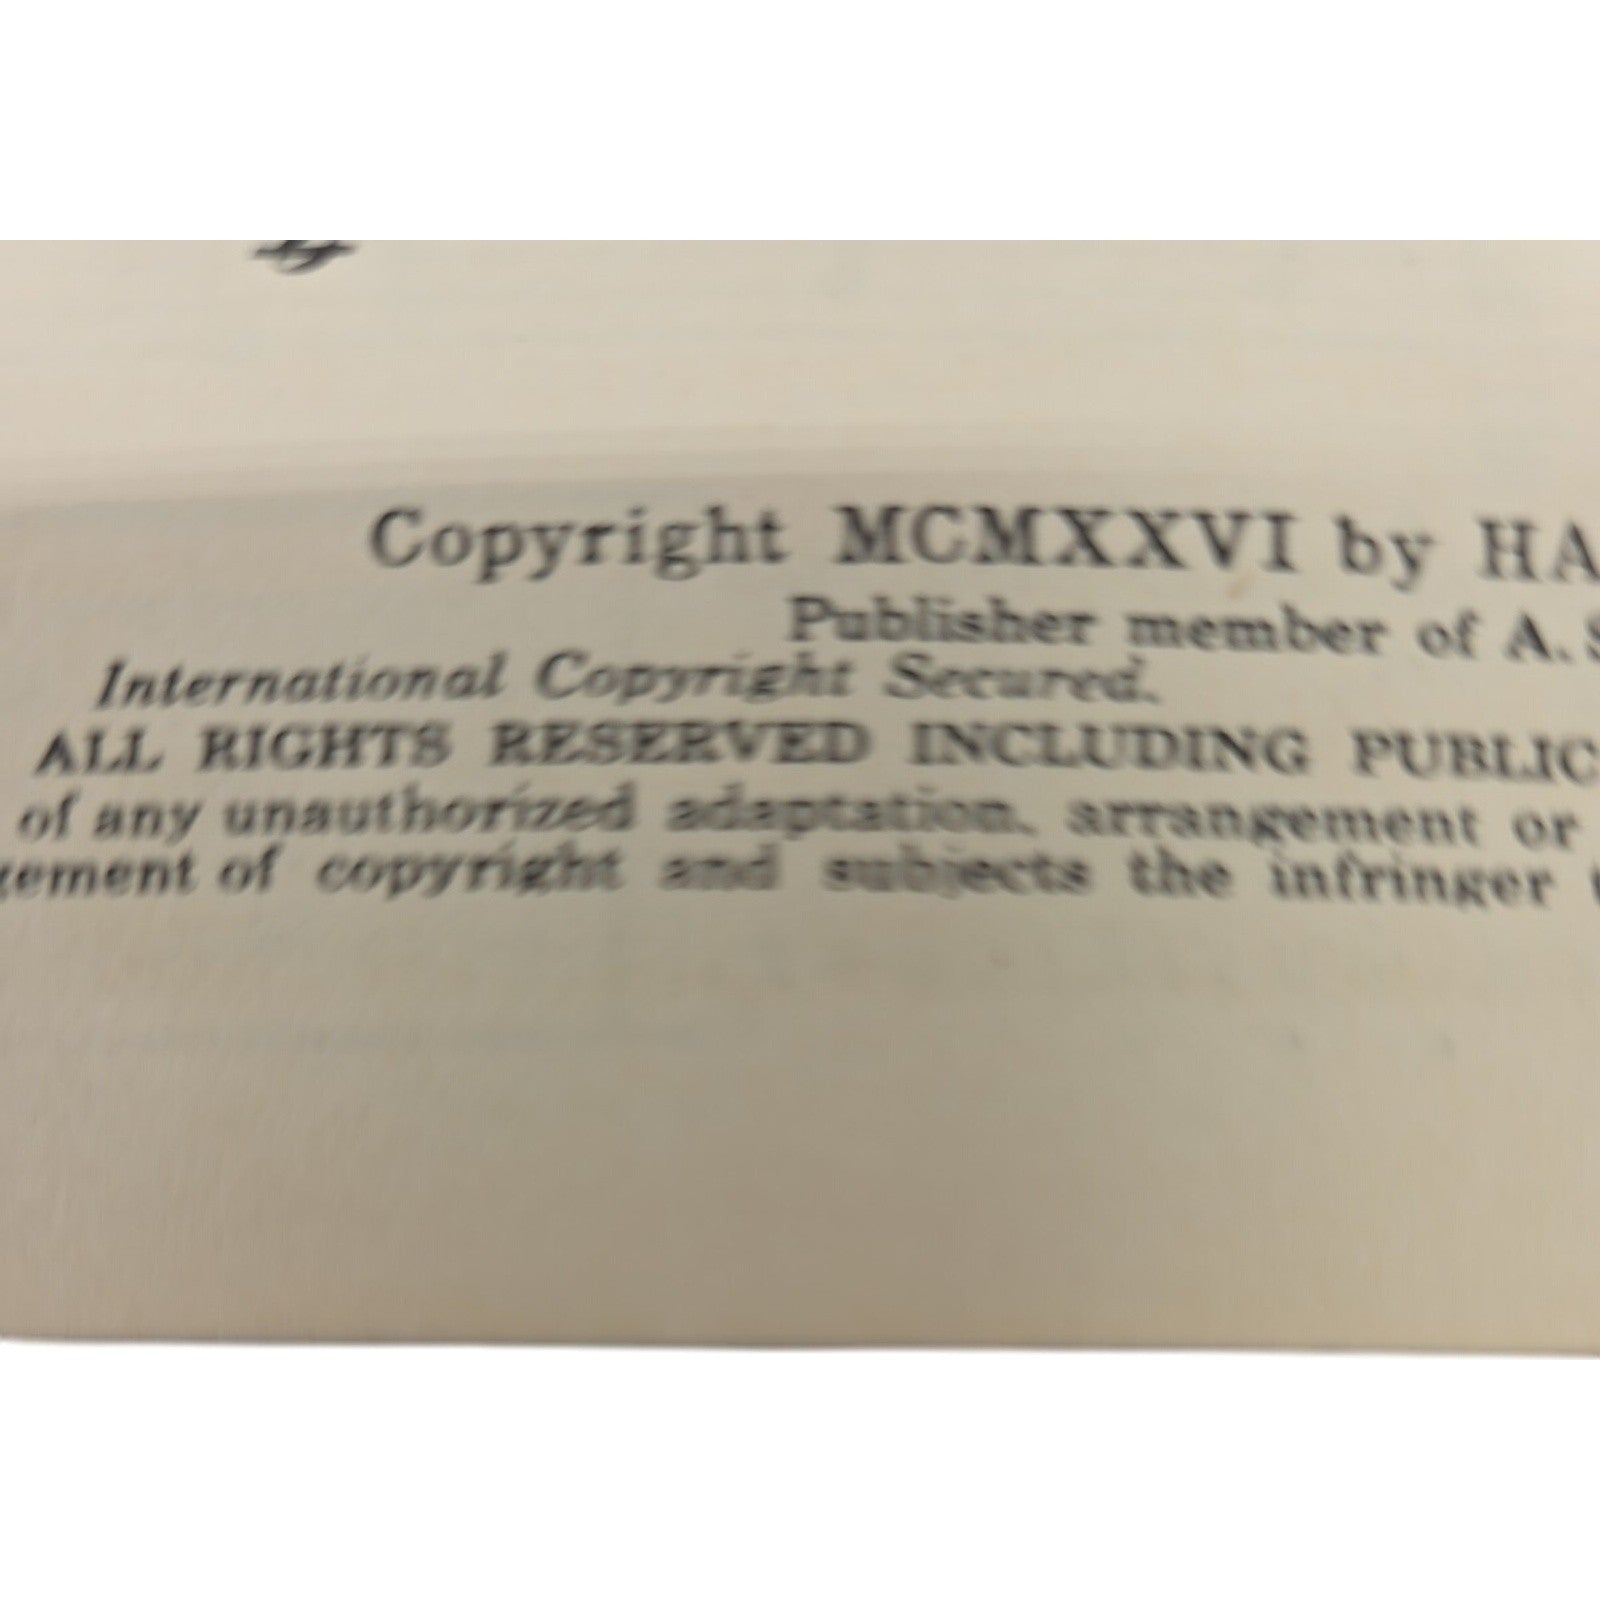 Copyright MCMXXVI by HA
Publisher member of A. S
International Copyright Secured.
ALL RIGHTS RESERVED INCLUDING PUBLIC
of any unauthorized adaptation, arrangement or
gement of copyright and subjects the infringer t